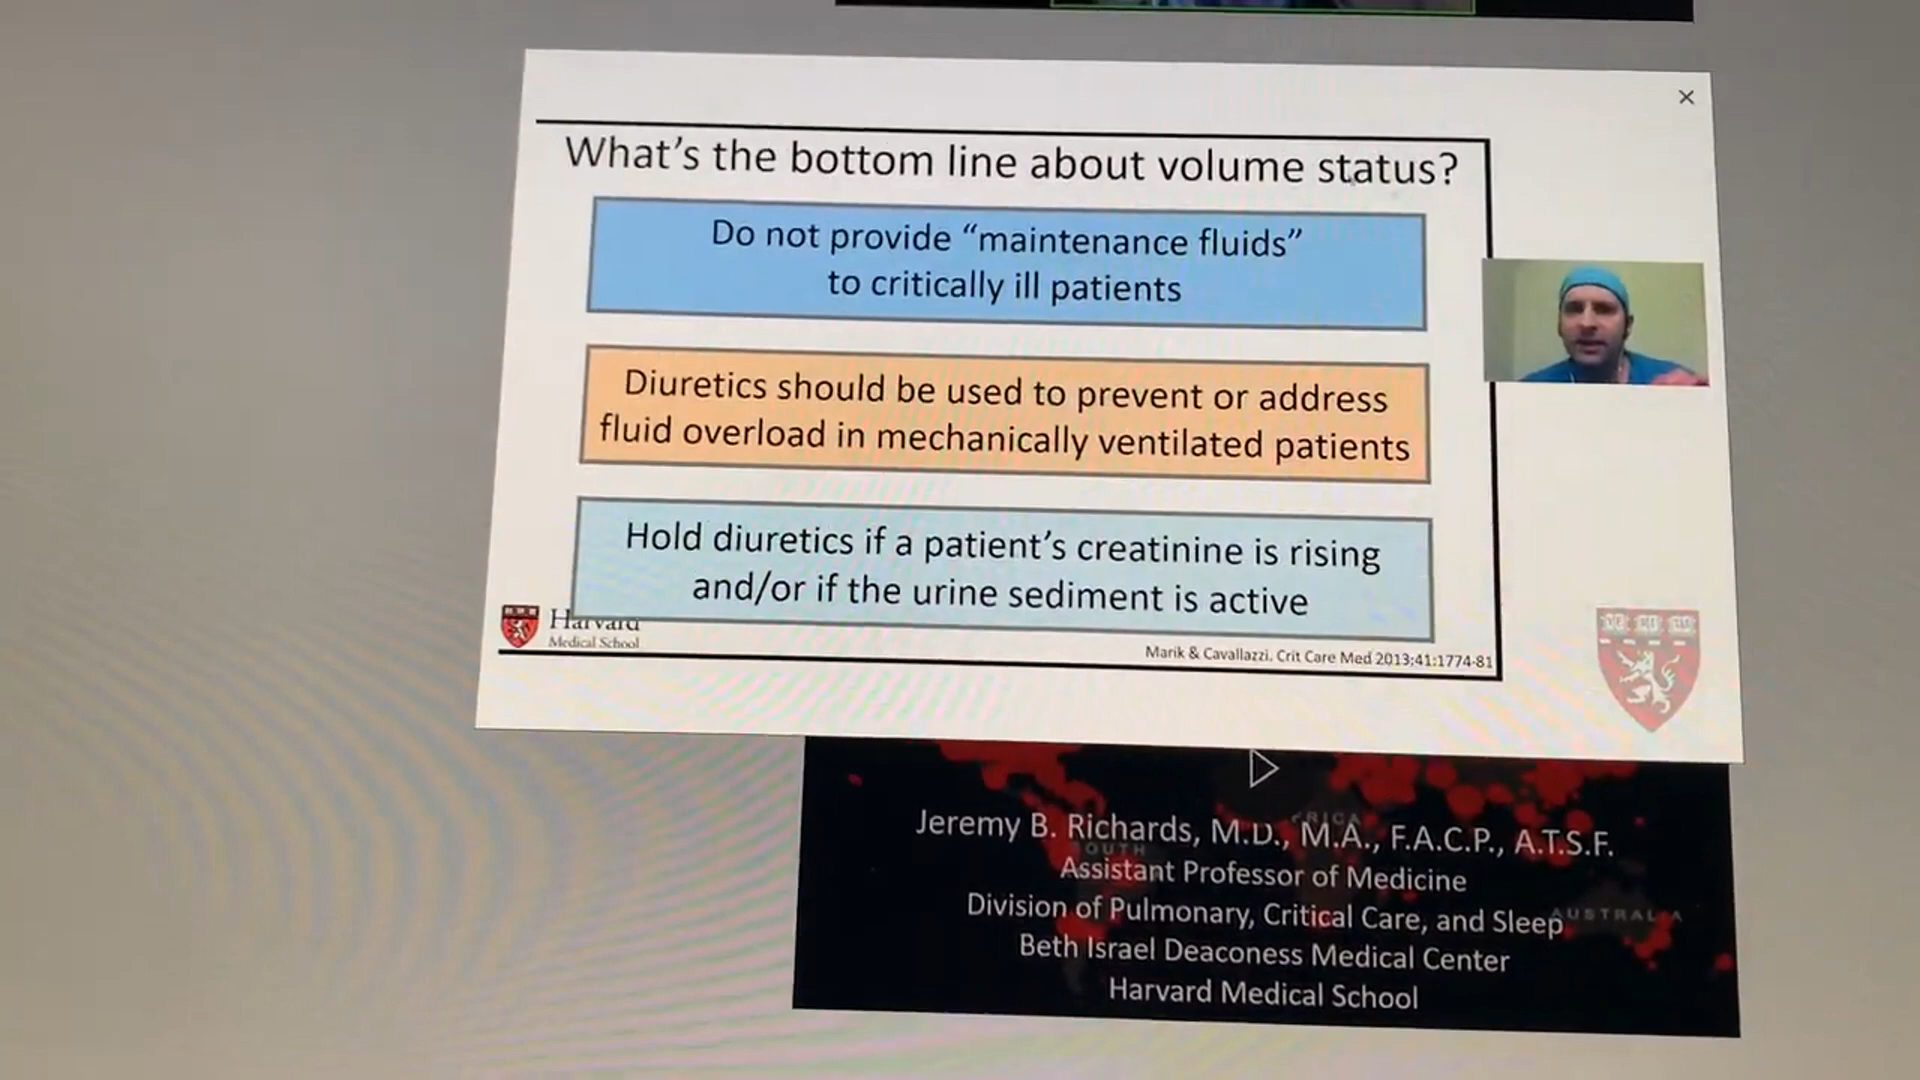 What's the bottom line about volume status?
Do not provide “maintenance fluids”
to critically ill patients
Diuretics should be used to prevent or address
fluid overload in mechanically ventilated patients
Hold diuretics if a patient's creatinine is rising
and/or if the urine sediment is active
Harvard
Medical School
Marik & Cavallazzi. Crit Care Med 2013;41:1774-81
Jeremy B. Richards, M.D., M.A., F.A.C.P., A.T.S.F.
OUTH
Assistant Professor of Medicine
Division of Pulmonary, Critical Care, and Sleep
AUSTRALIA
Beth Israel Deaconess Medical Center
Harvard Medical School